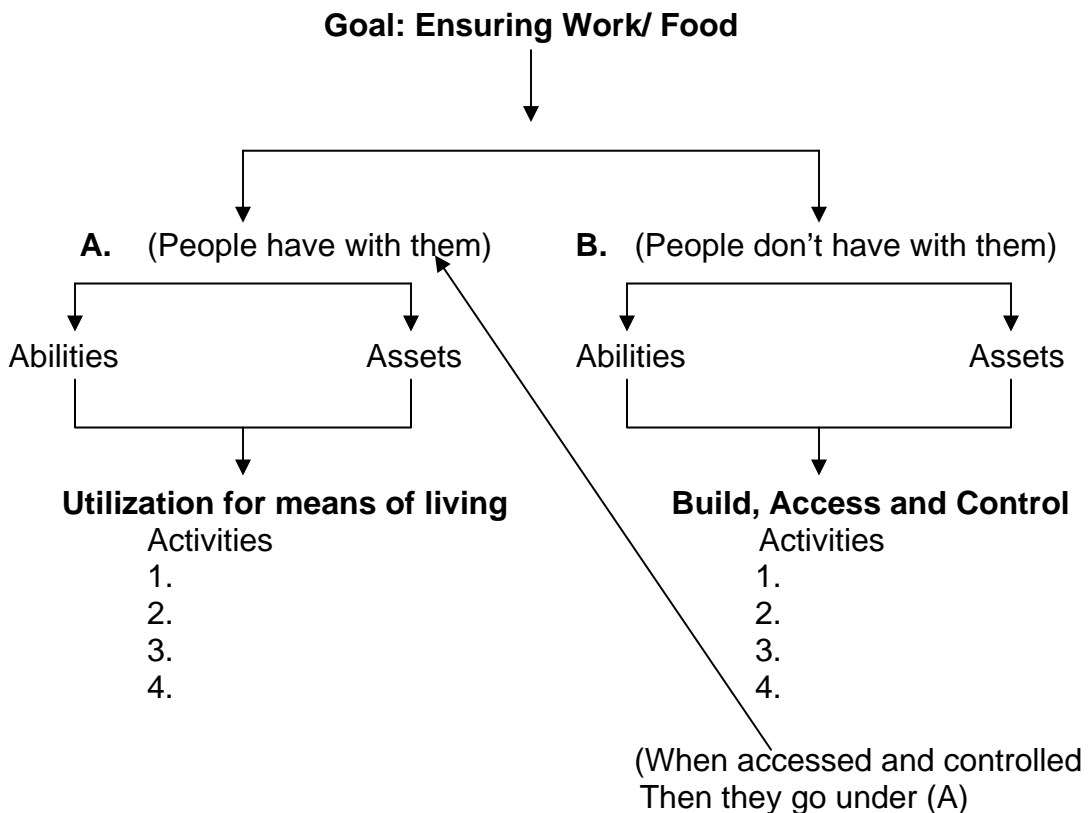 Goal: Ensuring Work/ Food
A. (People have with them)
B. (People don’t have with them)
Abilities
Assets
Abilities
Assets
Utilization for means of living
Activities
1.
2.
3.
4.
Build, Access and Control
Activities
1.
2.
3.
4.
(When accessed and controlled
Then they go under (A)